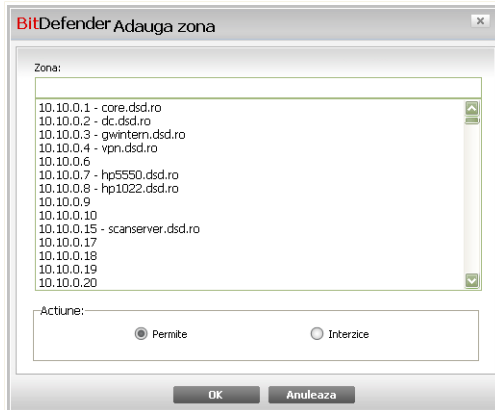 BitDefender Adauga zona
Zona:
10.10.0.1 - core.dsd.ro
10.10.0.2 - dc.dsd.ro
10.10.0.3 - gwintern.dsd.ro
10.10.0.4 - vpn.dsd.ro
10.10.0.6
10.10.0.7 - hp5550.dsd.ro
10.10.0.8 - hp1022.dsd.ro
10.10.0.9
10.10.0.10
10.10.0.15 - scanserver.dsd.ro
10.10.0.17
10.10.0.18
10.10.0.19
10.10.0.20
Actiune:
Permite Interzice
OK Anuleaza